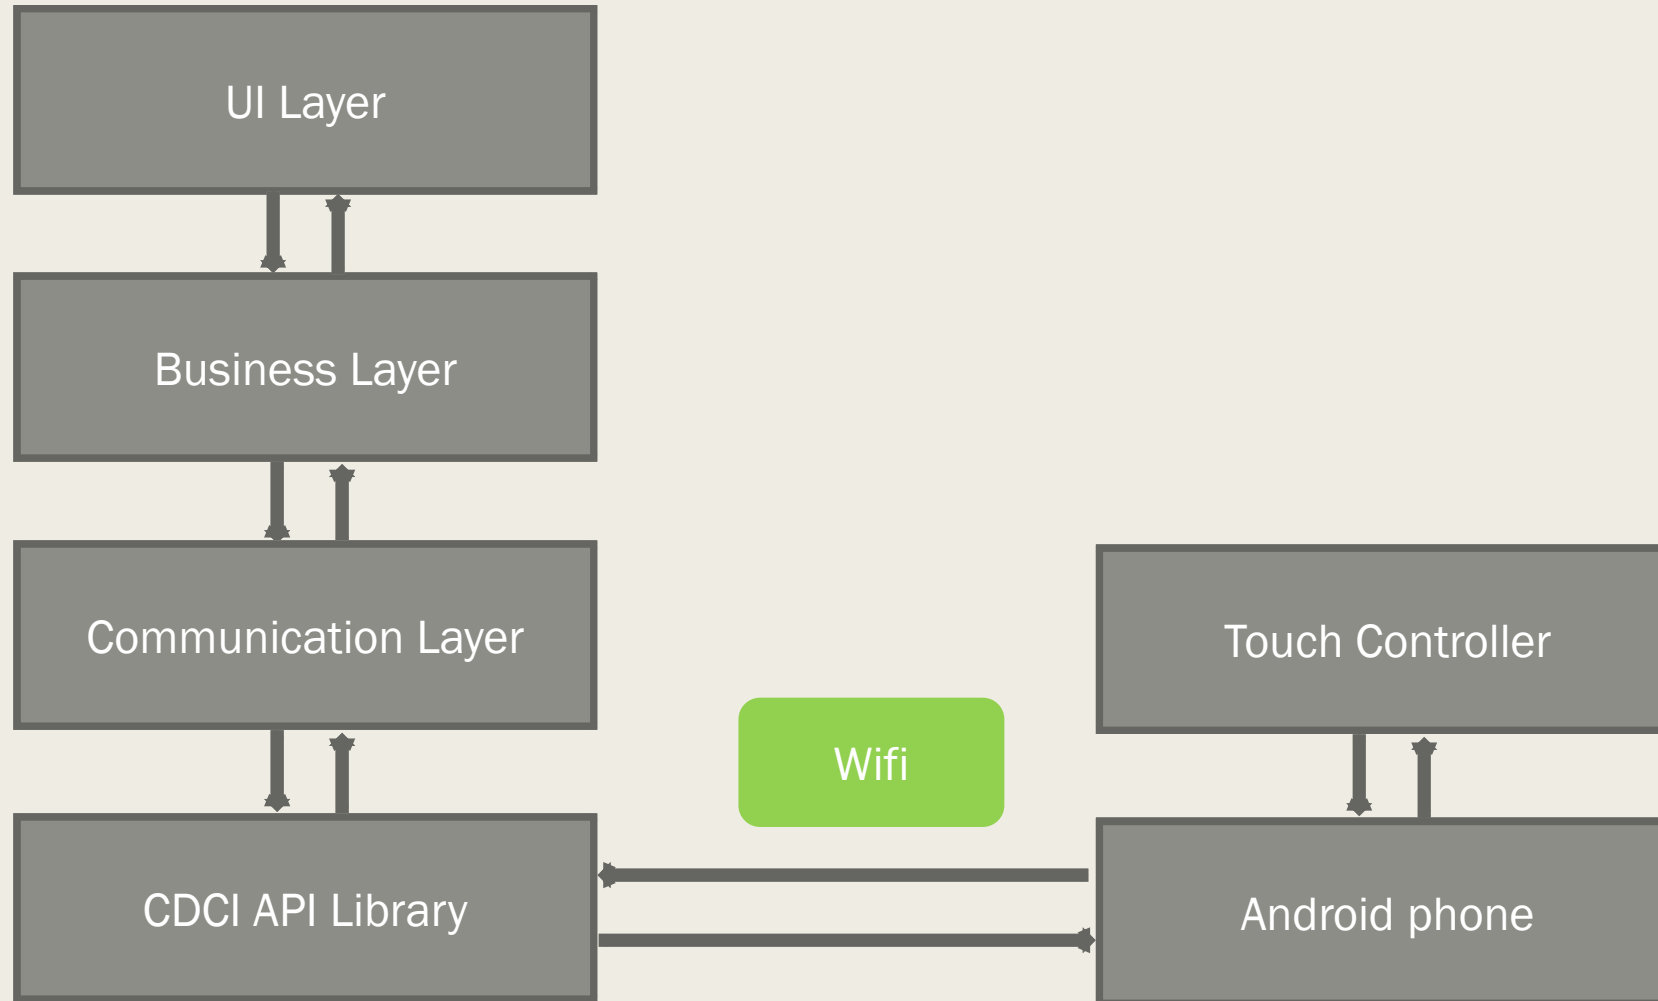 UI Layer
Business Layer
Communication Layer
Touch Controller
Wifi
CDCI API Library
Android phone